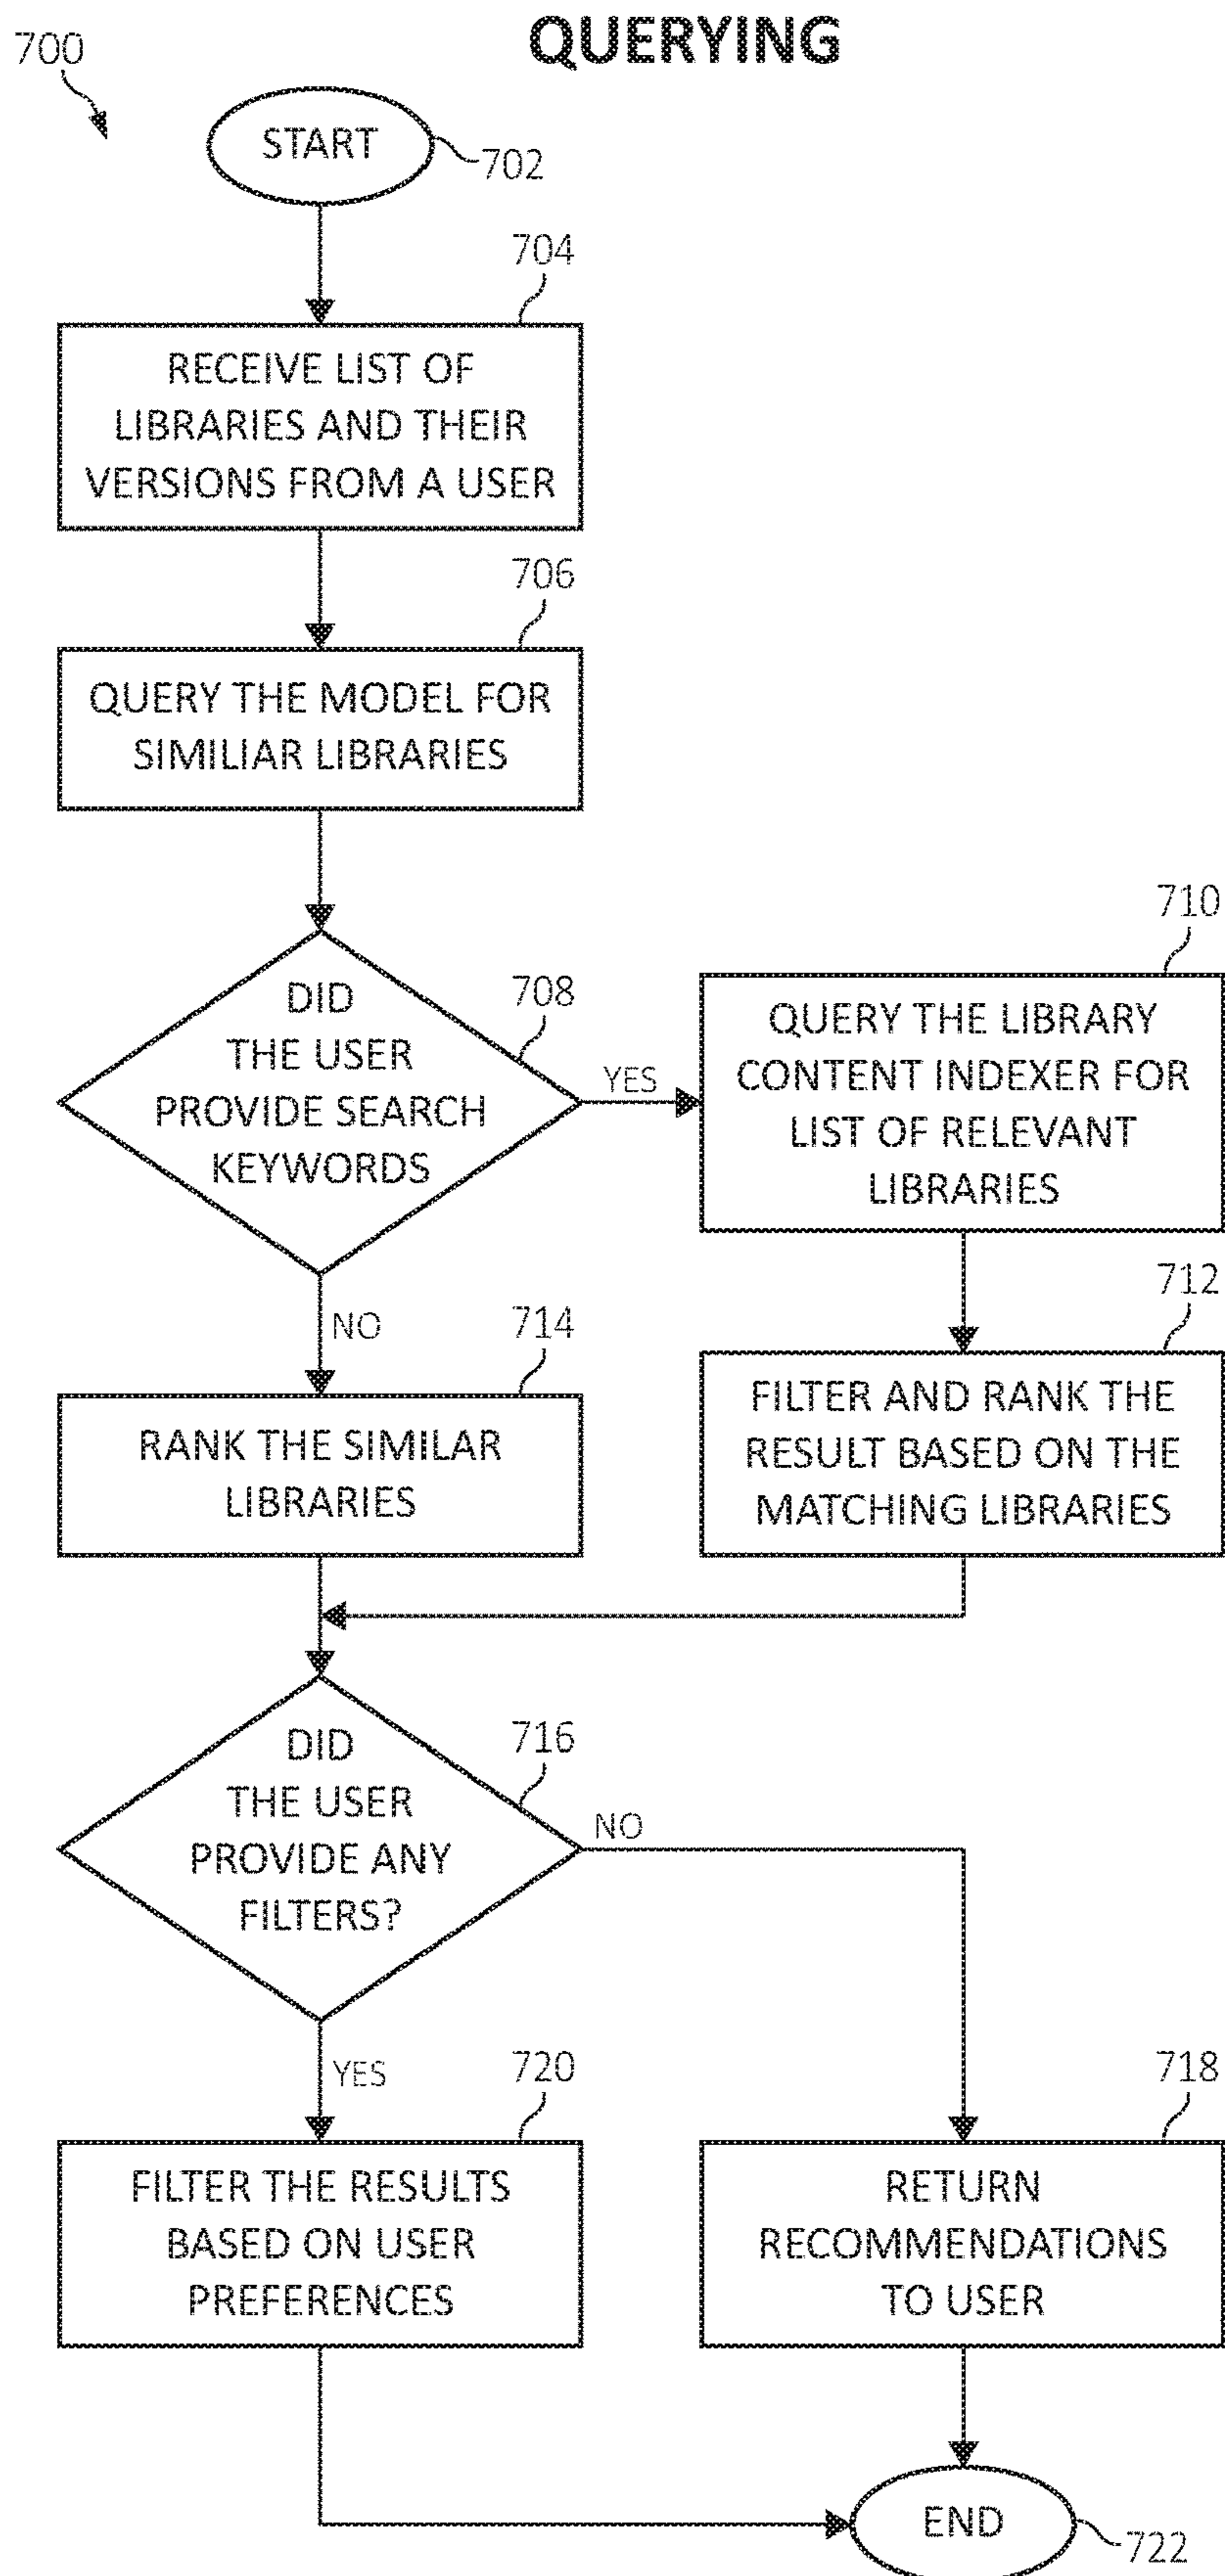 QUERYING
700
START
702
704
RECEIVE LIST OF
LIBRARIES AND THEIR
VERSIONS FROM A USER
706
QUERY THE MODEL FOR
SIMILIAR LIBRARIES
708
DID
THE USER
PROVIDE SEARCH
KEYWORDS
YES
710
QUERY THE LIBRARY
CONTENT INDEXER FOR
LIST OF RELEVANT
LIBRARIES
712
FILTER AND RANK THE
RESULT BASED ON THE
MATCHING LIBRARIES
NO
714
RANK THE SIMILAR
LIBRARIES
716
DID
THE USER
PROVIDE ANY
FILTERS?
NO
YES
720
FILTER THE RESULTS
BASED ON USER
PREFERENCES
718
RETURN
RECOMMENDATIONS
TO USER
END
722